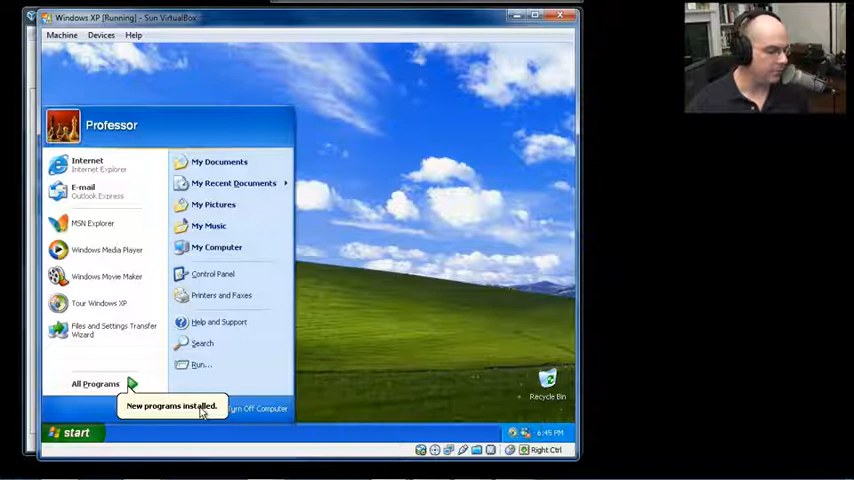 Windows XP [Running] - Sun VirtualBox
Machine Devices Help
Professor
Internet
Internet Explorer
E-mail
Outlook Express
MSN Explorer
Windows Media Player
Windows Movie Maker
Tour Windows XP
Files and Settings Transfer
Wizard
All Programs
My Documents
My Recent Documents
My Pictures
My Music
My Computer
Control Panel
Printers and Faxes
Help and Support
Search
Run...
New programs installed.
Turn Off Computer
Recycle Bin
start
6:45 PM
Right Ctrl